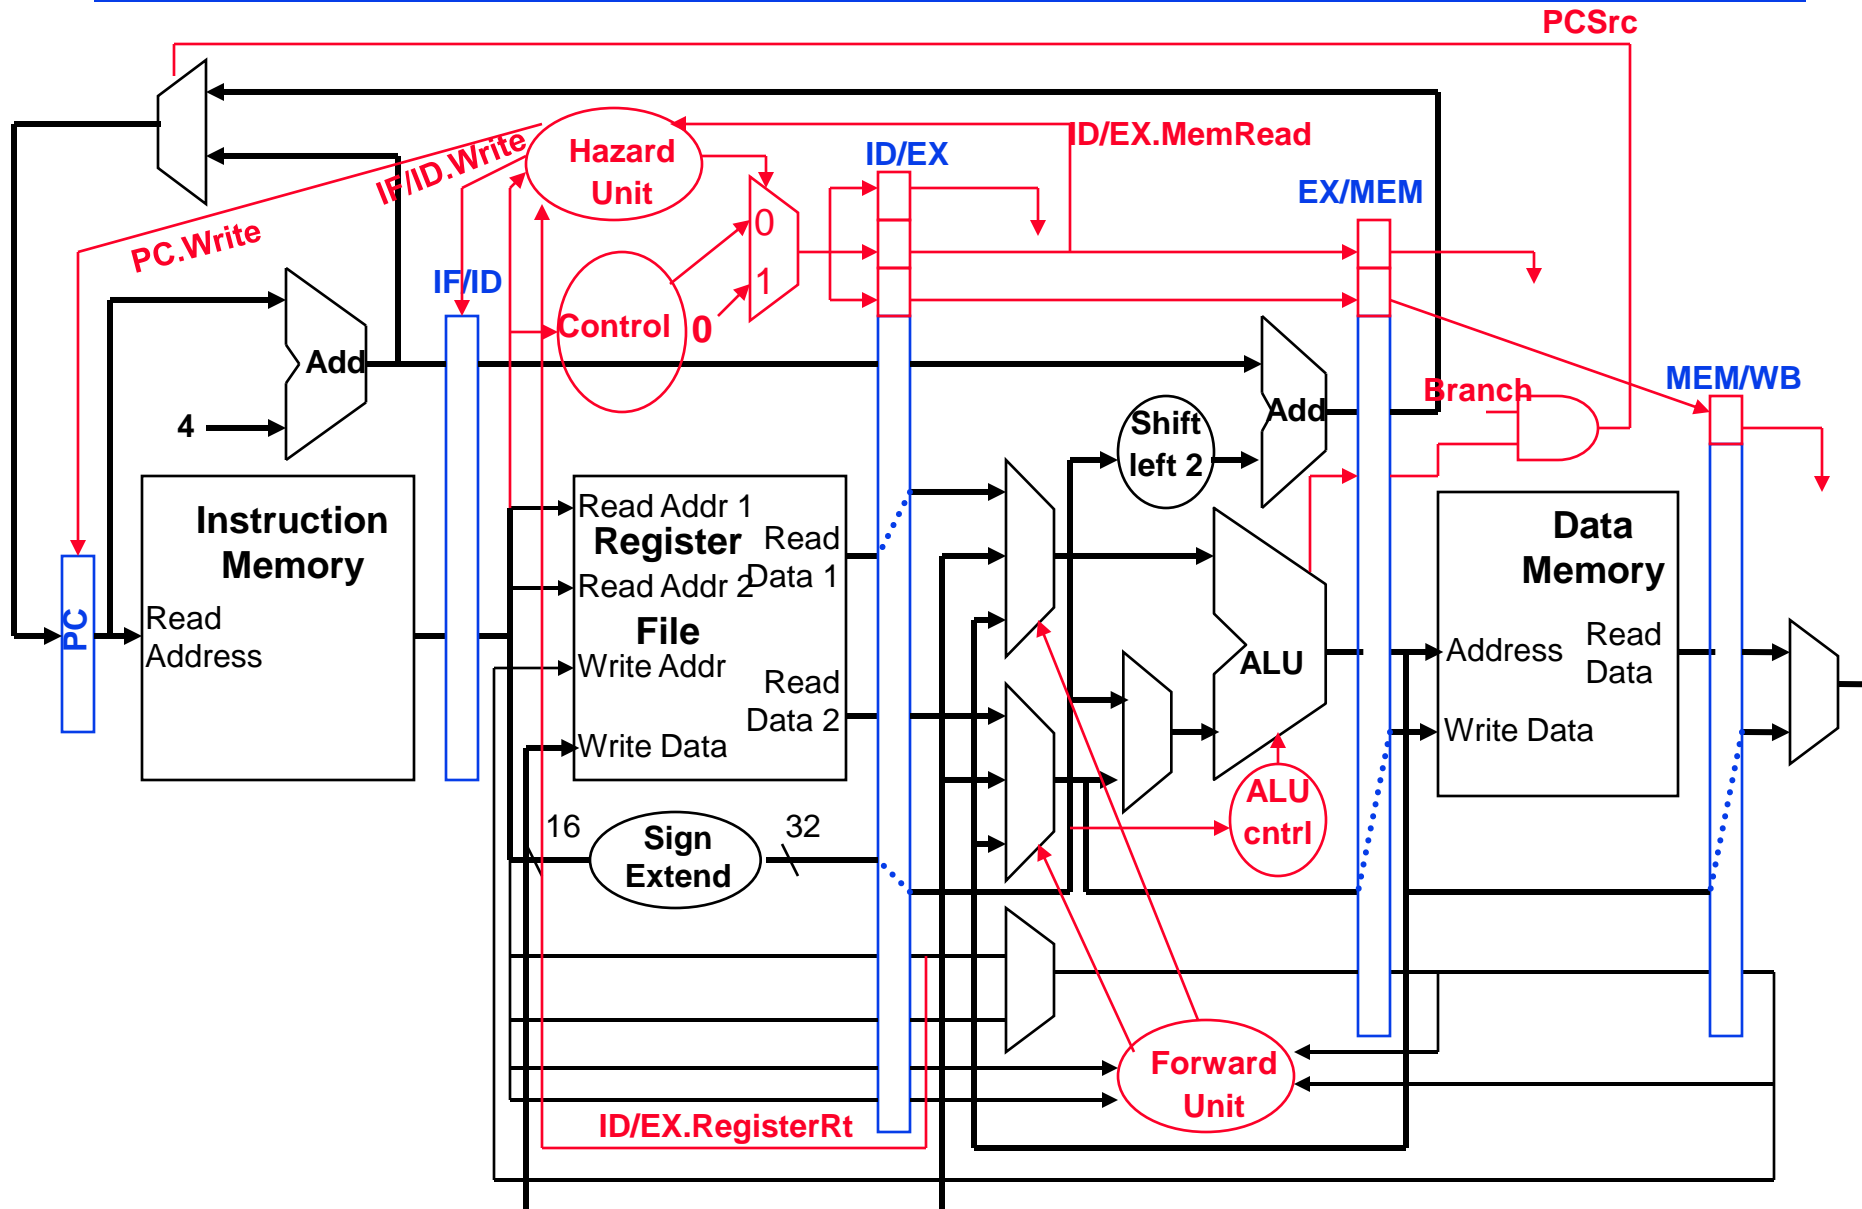 PCSrc
Hazard
Unit
ID/EX.MemRead
ID/EX
IF/ID.Write
EX/MEM
PC.Write
0
1
IF/ID
Control
0
Add
4
Branch
MEM/WB
Shift
left 2
Add
Instruction
Memory
Read
Address
PC
Read Addr 1
Register
Read
Data 1
Read Addr 2
File
Write Addr
Read
Data 2
Write Data
ALU
Data
Memory
Address
Read
Data
Write Data
16
Sign
Extend
32
ALU
cntrl
Forward
Unit
ID/EX.RegisterRt